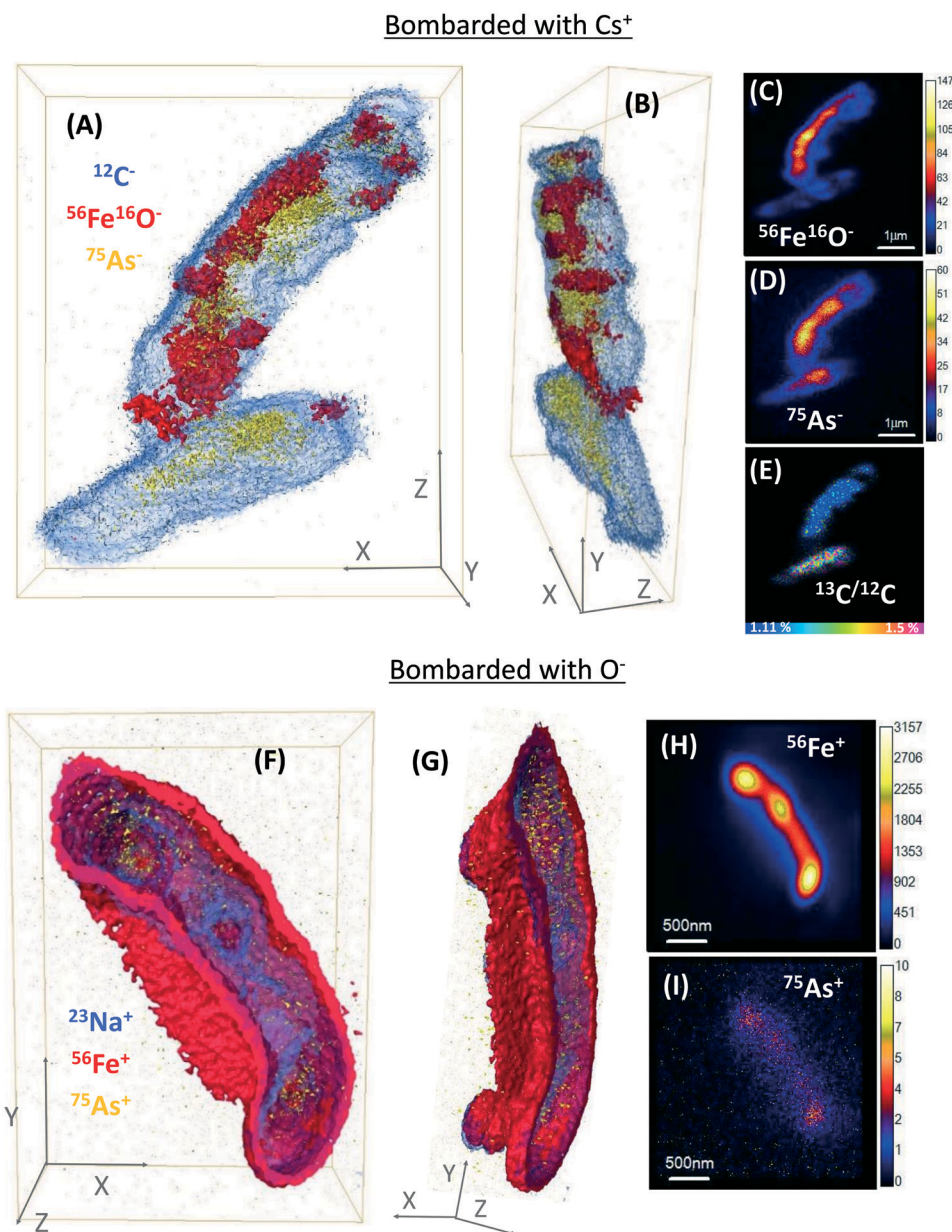 Bombarded with Cs⁺
(A)
¹²C⁻
⁵⁶Fe¹⁶O⁻
⁷⁵As⁻
Z
X
Y
(B)
Y
X
Z
(C)
⁵⁶Fe¹⁶O⁻
1μm
147
126
105
84
63
42
21
0
(D)
⁷⁵As⁻
1μm
60
51
42
34
26
17
8
0
(E)
¹³C/¹²C
1.11 %
1.5 %
Bombarded with O⁻
(F)
²³Na⁺
⁵⁶Fe⁺
⁷⁵As⁺
Y
X
Z
(G)
Y
X
Z
(H)
⁵⁶Fe⁺
500nm
3157
2706
2255
1804
1353
902
451
0
(I)
⁷⁵As⁺
500nm
10
8
7
5
4
2
1
0